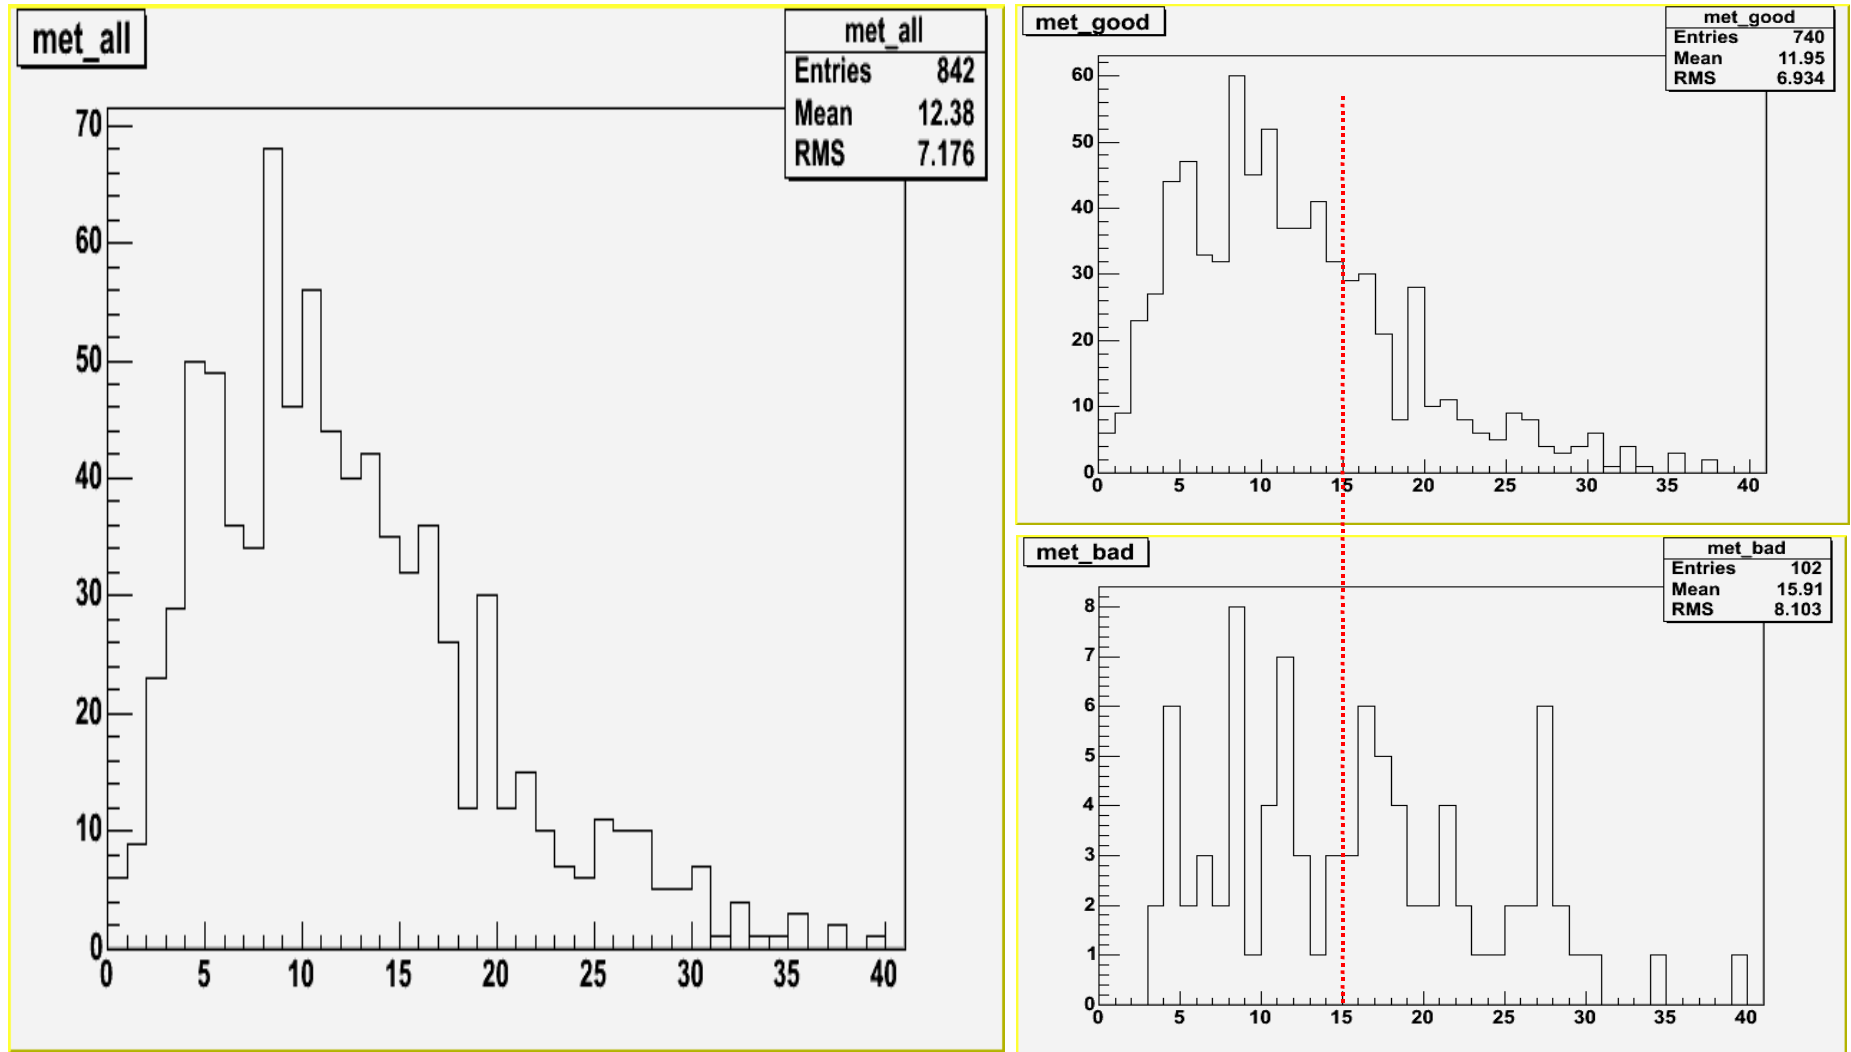 met_all
met_all
Entries 842
Mean 12.38
RMS 7.176
70
60
50
40
30
20
10
0
0 5 10 15 20 25 30 35 40
met_good
met_good
Entries 740
Mean 11.95
RMS 6.934
60
50
40
30
20
10
0
0 5 10 15 20 25 30 35 40
met_bad
met_bad
Entries 102
Mean 15.91
RMS 8.103
8
7
6
5
4
3
2
1
0
0 5 10 15 20 25 30 35 40